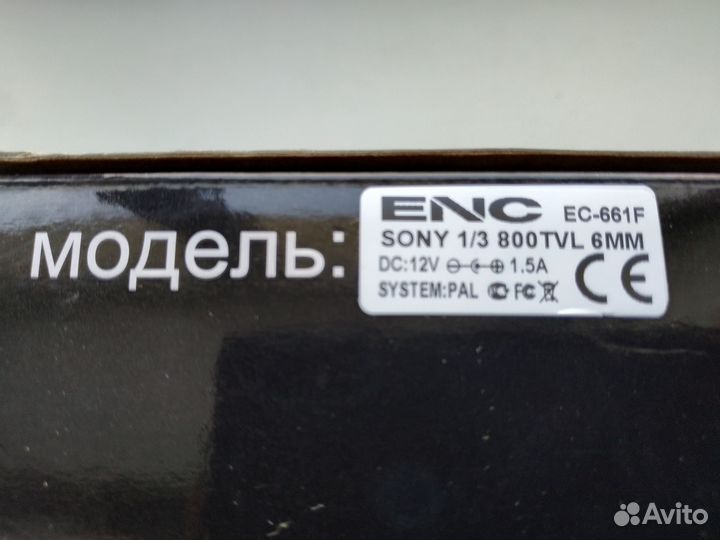 модель:
ENC EC-661F
SONY 1/3 800TVL 6MM
DC:12V 1.5A
SYSTEM:PAL FC CE
Avito